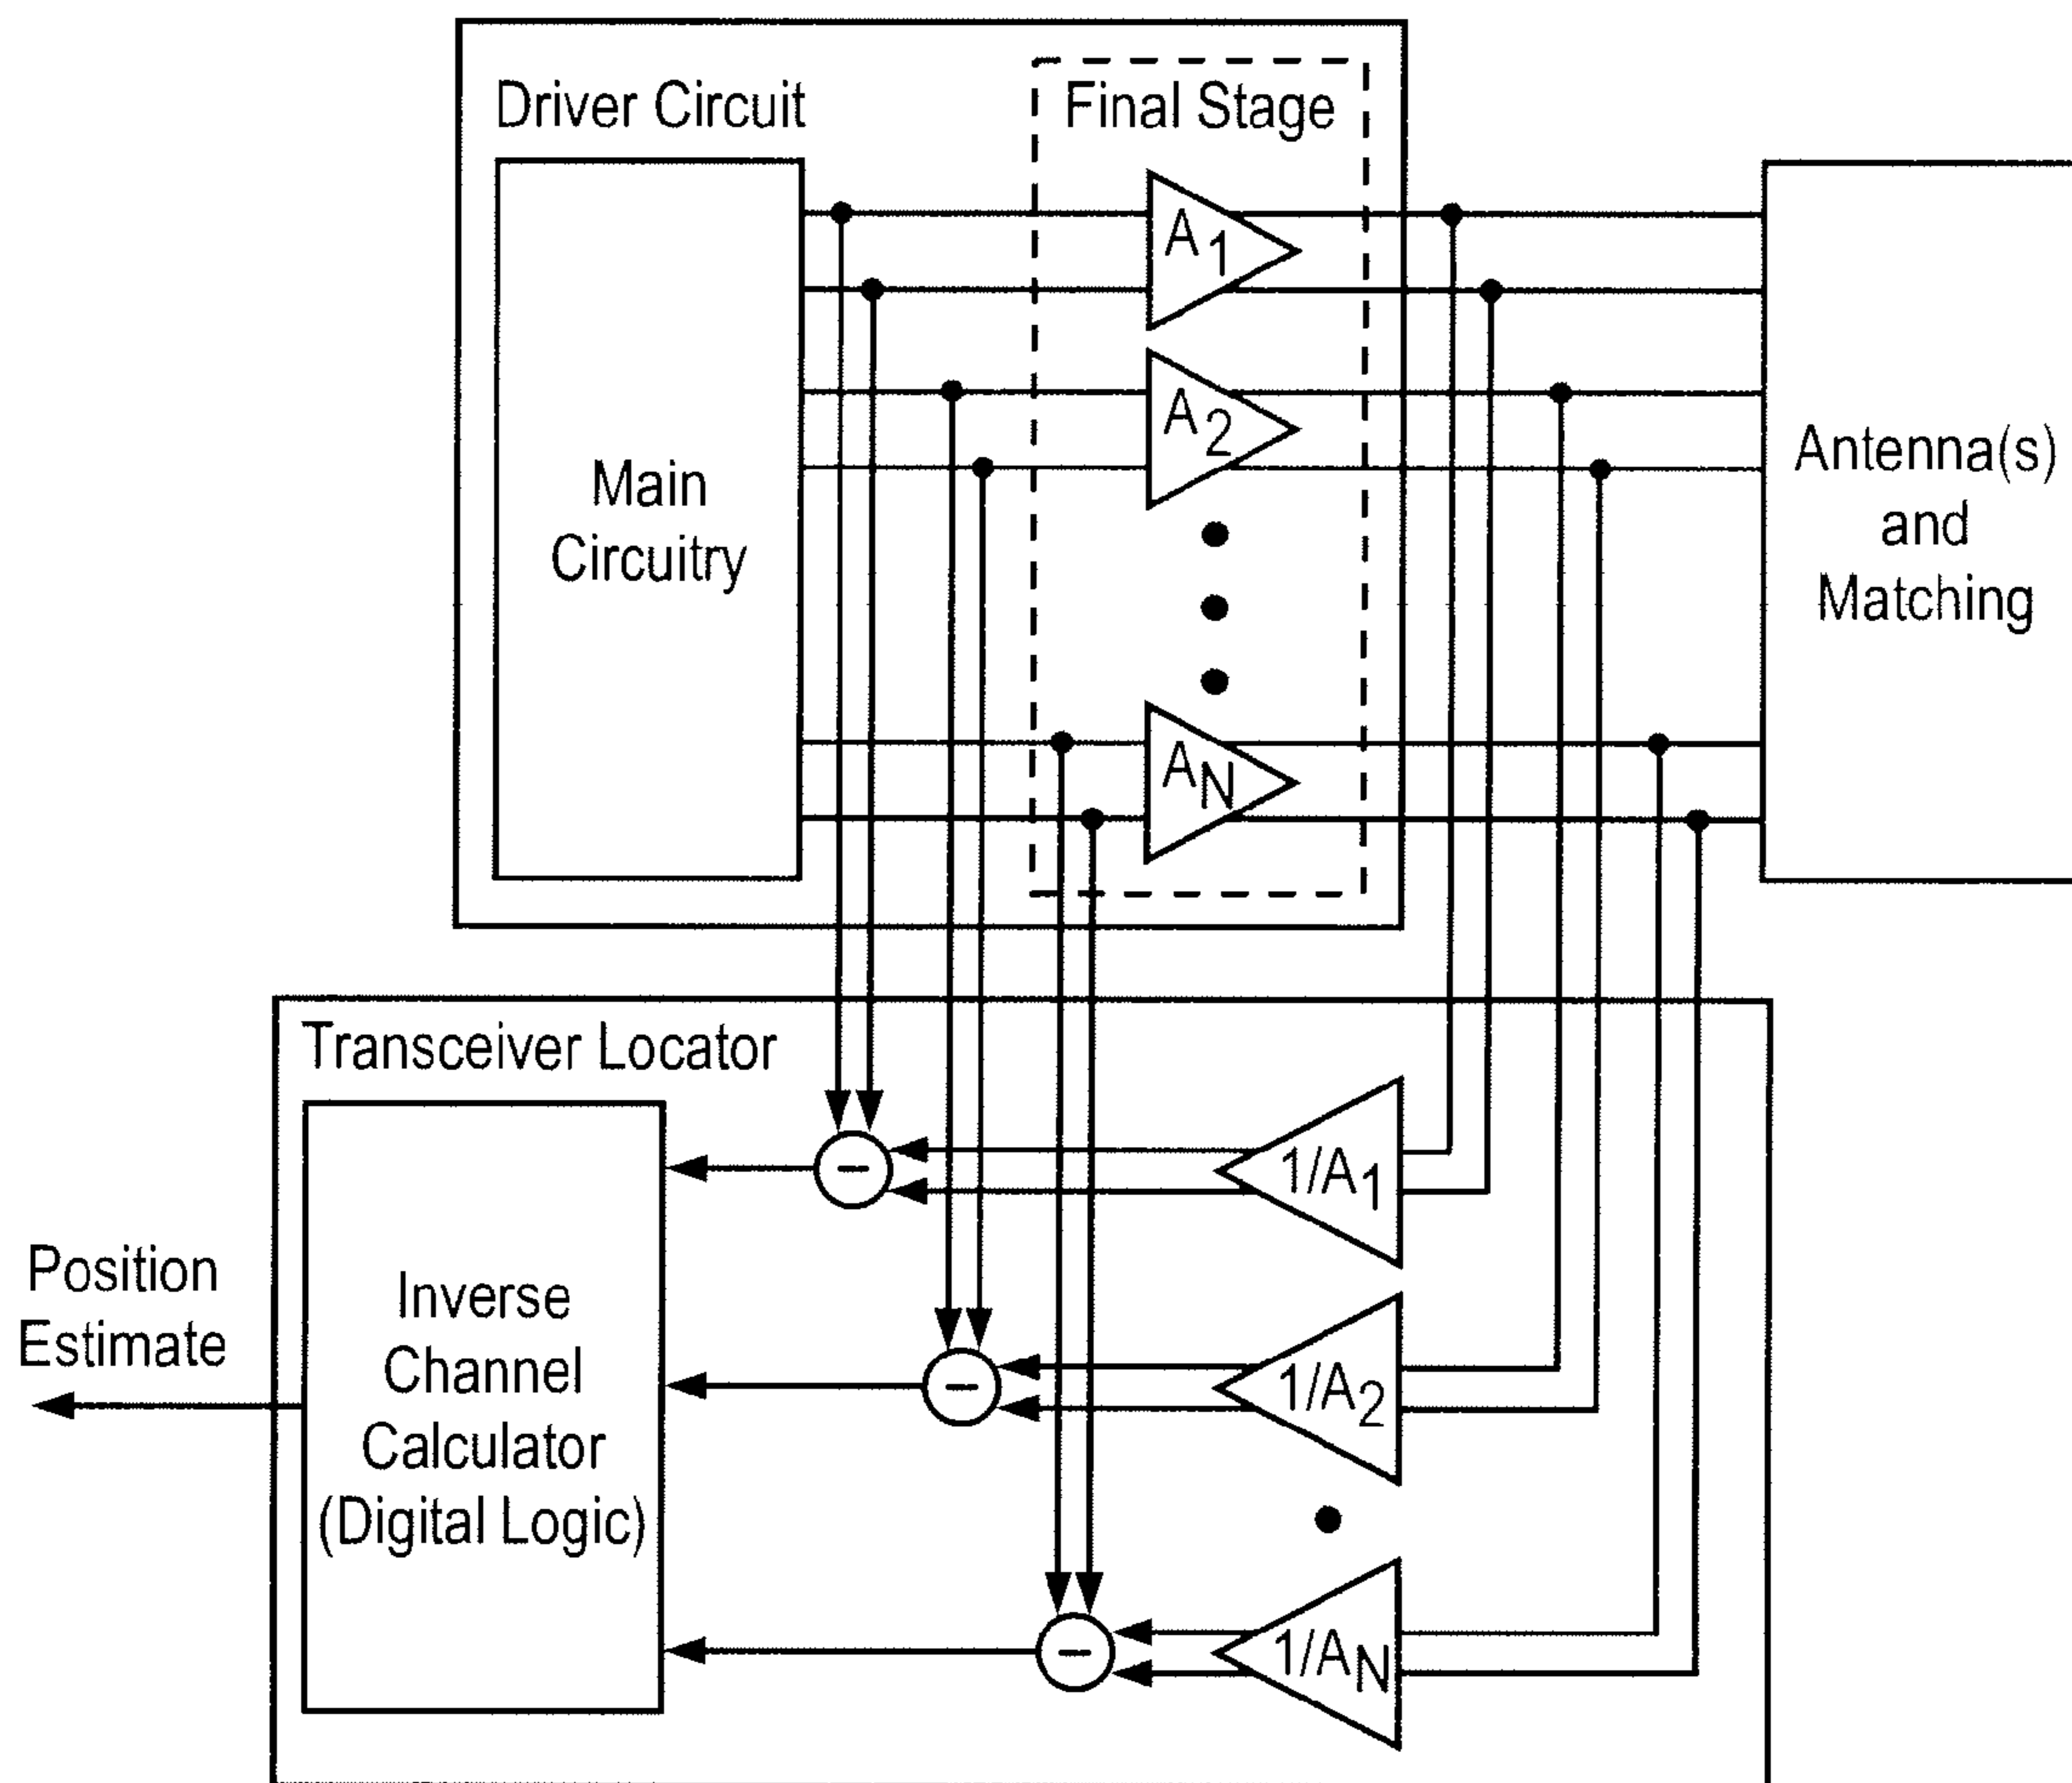 Driver Circuit
Final Stage
Main
Circuitry
A1
A2
AN
Antenna(s)
and
Matching
Transceiver Locator
Inverse
Channel
Calculator
(Digital Logic)
Position
Estimate
−
−
−
1/A1
1/A2
1/AN